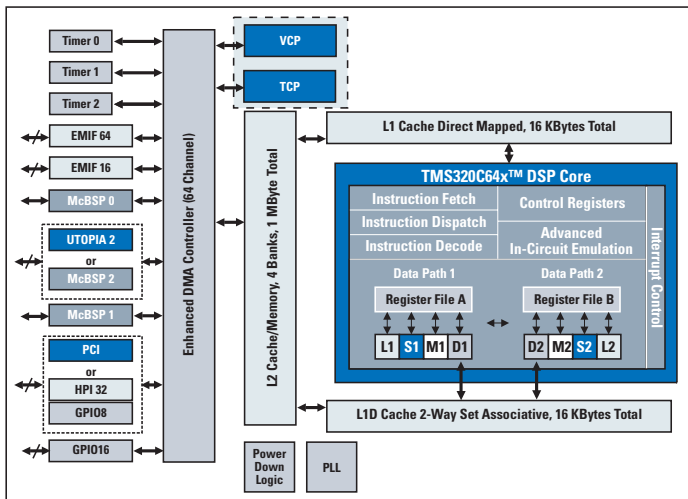 Timer 0
Timer 1
Timer 2
EMIF 64
EMIF 16
McBSP 0
UTOPIA 2
or
McBSP 2
McBSP 1
PCI
or
HPI 32
GPIO8
GPIO16
Enhanced DMA Controller (64 Channel)
VCP
TCP
L2 Cache/Memory, 4 Banks, 1 MByte Total
Power
Down
Logic
PLL
L1 Cache Direct Mapped, 16 KBytes Total
TMS320C64x™ DSP Core
Instruction Fetch
Instruction Dispatch
Instruction Decode
Control Registers
Advanced
In-Circuit Emulation
Interrupt Control
Data Path 1
Data Path 2
Register File A
Register File B
L1 S1 M1 D1
D2 M2 S2 L2
L1D Cache 2-Way Set Associative, 16 KBytes Total